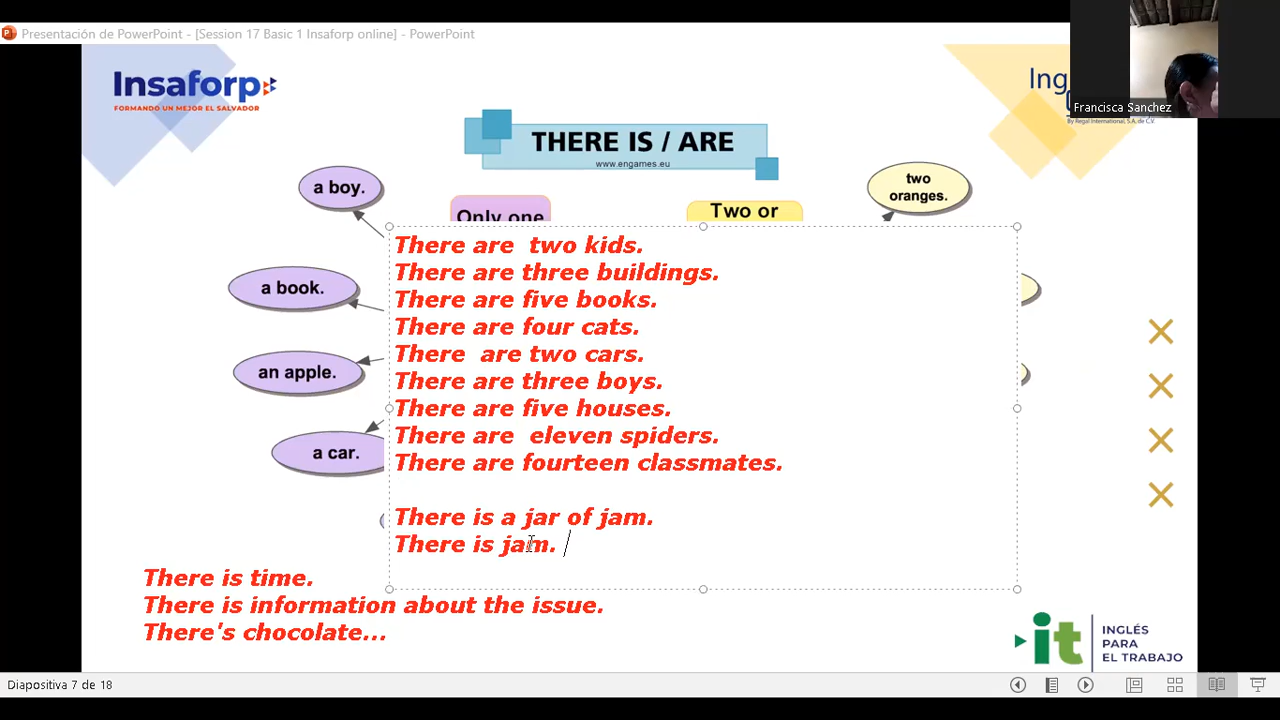 Presentación de PowerPoint - [Session 17 Basic 1 Insaforp online] - PowerPoint
Insaforp
FORMANDO UN MEJOR EL SALVADOR
Ing
Francisca Sanchez
By Regal International, S.A. de C.V.
THERE IS / ARE
www.engames.eu
a boy.
Only one
Two or
two
oranges.
a book.
an apple.
a car.
There are  two kids.
There are three buildings.
There are five books.
There are four cats.
There  are two cars.
There are three boys.
There are five houses.
There are  eleven spiders.
There are fourteen classmates.
There is a jar of jam.
There is jam.
There is time.
There is information about the issue.
There's chocolate...
it
INGLÉS
PARA
EL TRABAJO
Diapositiva 7 de 18